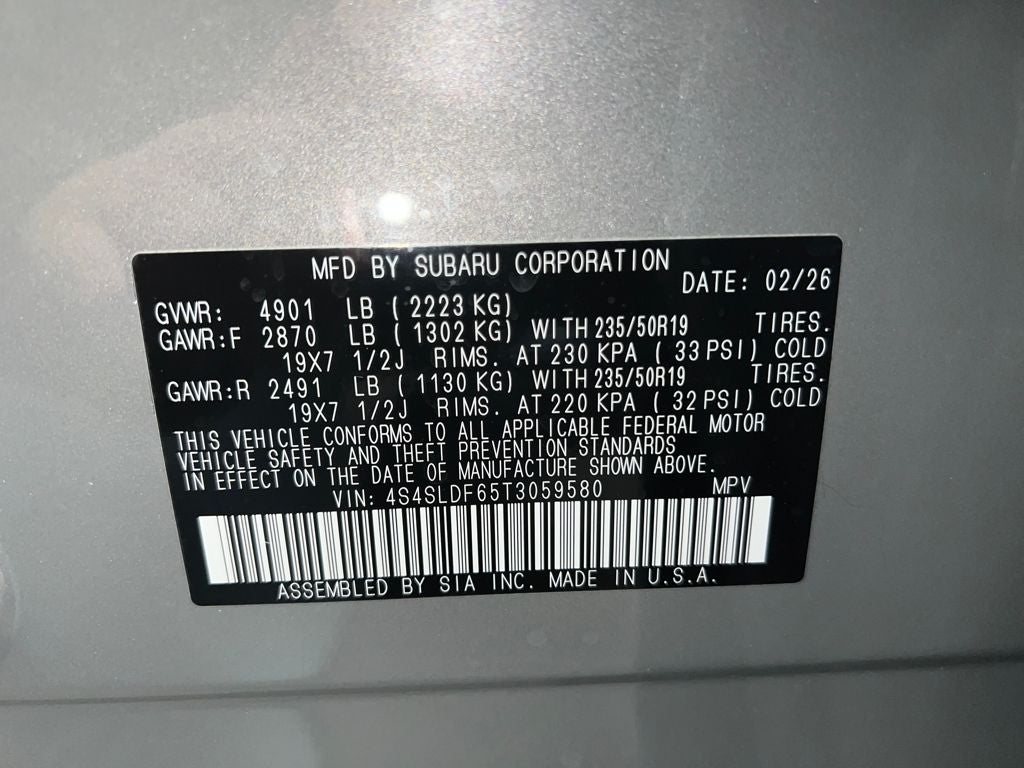 MFD BY SUBARU CORPORATION
DATE: 02/26
GVWR: 4901 LB (2223 KG)
GAWR:F 2870 LB (1302 KG) WITH 235/50R19 TIRES.
19X7 1/2J RIMS. AT 230 KPA ( 33 PSI) COLD
GAWR:R 2491 LB (1130 KG) WITH 235/50R19 TIRES.
19X7 1/2J RIMS. AT 220 KPA ( 32 PSI) COLD
THIS VEHICLE CONFORMS TO ALL APPLICABLE FEDERAL MOTOR
VEHICLE SAFETY AND THEFT PREVENTION STANDARDS
IN EFFECT ON THE DATE OF MANUFACTURE SHOWN ABOVE.
VIN: 4S4SLDF65T3059580 MPV
ASSEMBLED BY SIA INC. MADE IN U.S.A.